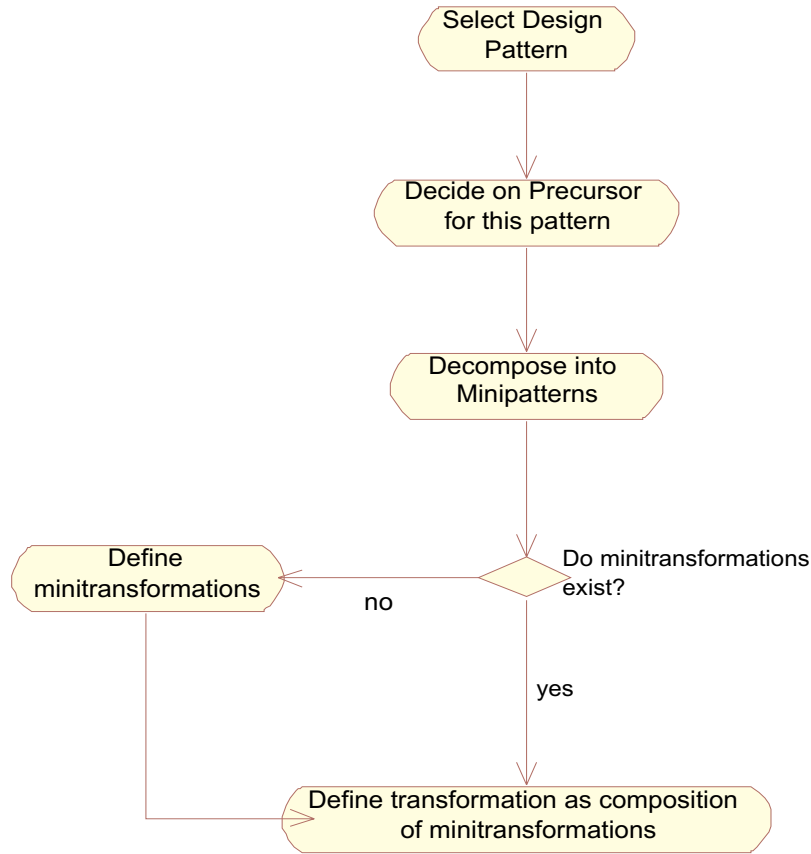 Select Design
Pattern
Decide on Precursor
for this pattern
Decompose into
Minipatterns
Define
minitransformations
Do minitransformations
exist?
no
yes
Define transformation as composition
of minitransformations